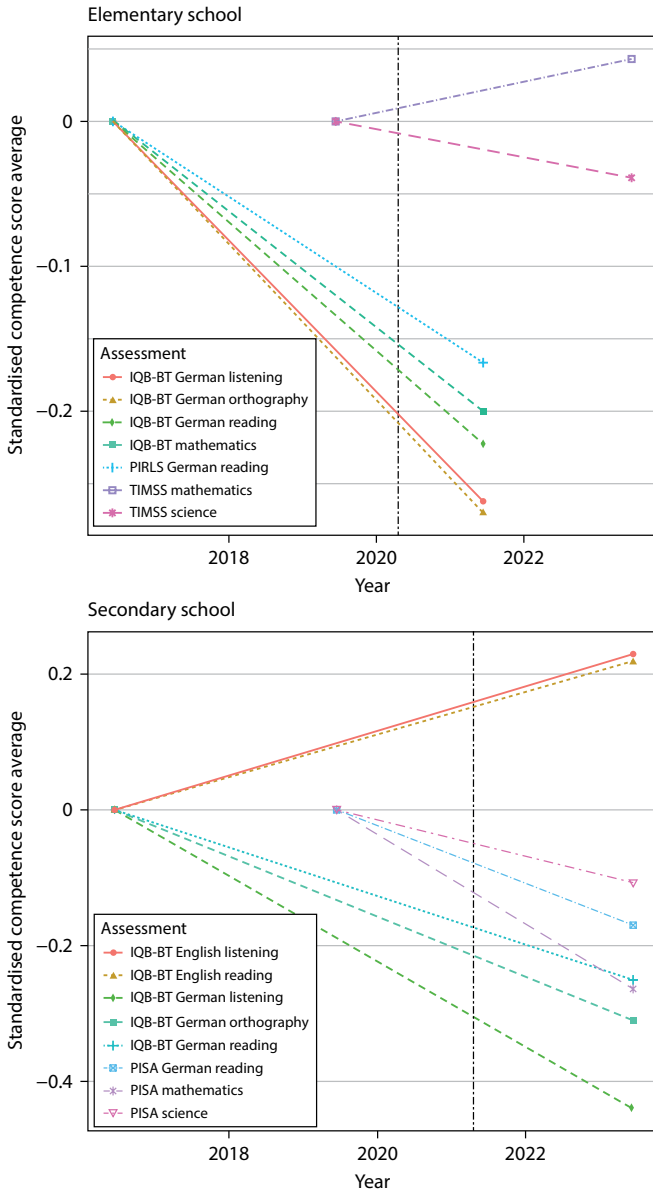 Elementary school
Standardised competence score average
0
−0.1
−0.2
Assessment
IQB-BT German listening
IQB-BT German orthography
IQB-BT German reading
IQB-BT mathematics
PIRLS German reading
TIMSS mathematics
TIMSS science
2018
2020
2022
Year
Secondary school
Standardised competence score average
0.2
0
−0.2
−0.4
Assessment
IQB-BT English listening
IQB-BT English reading
IQB-BT German listening
IQB-BT German orthography
IQB-BT German reading
PISA German reading
PISA mathematics
PISA science
2018
2020
2022
Year